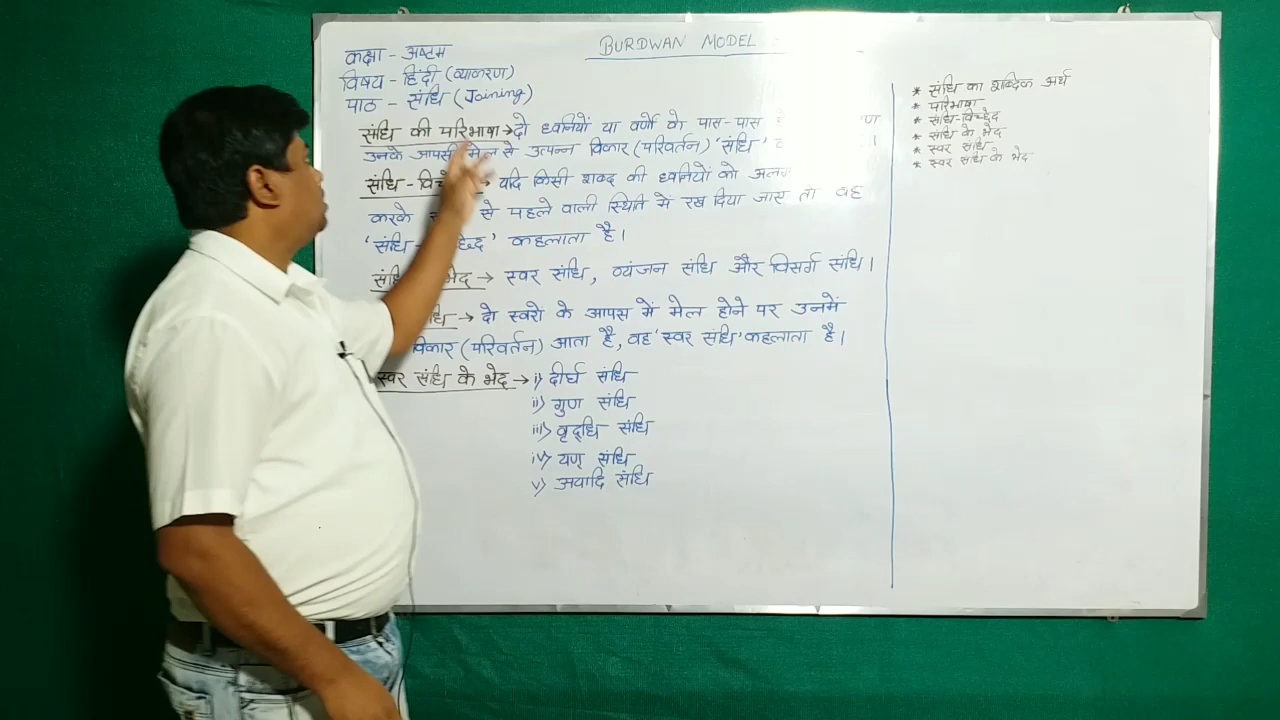 BURDWAN MODEL
कक्षा - अष्टम
विषय - हिंदी (व्याकरण)
पाठ - संधि (Joining)
संधि की परिभाषा → दो ध्वनियों या वर्णों के पास-पास
उनके आपसी मेल से उत्पन्न विकार (परिवर्तन) 'संधि'
संधि - यदि किसी शब्द की ध्वनियों को
करके से पहले वाली स्थिति में रख दिया जाए तो वह
'संधि - कहलाता है।
भेद → स्वर संधि, व्यंजन संधि और विसर्ग संधि।
→ दो स्वरों के आपस में मेल होने पर उनमें
विकार (परिवर्तन) आता है, वह 'स्वर संधि' कहलाता है।
स्वर संधि के भेद → i) दीर्घ संधि
ii) गुण संधि
iii) वृद्धि संधि
iv) यण् संधि
v) अयादि संधि
* संधि का शाब्दिक अर्थ
* परिभाषा
* संधि-विच्छेद
* संधि के भेद
* स्वर संधि
* स्वर संधि के भेद